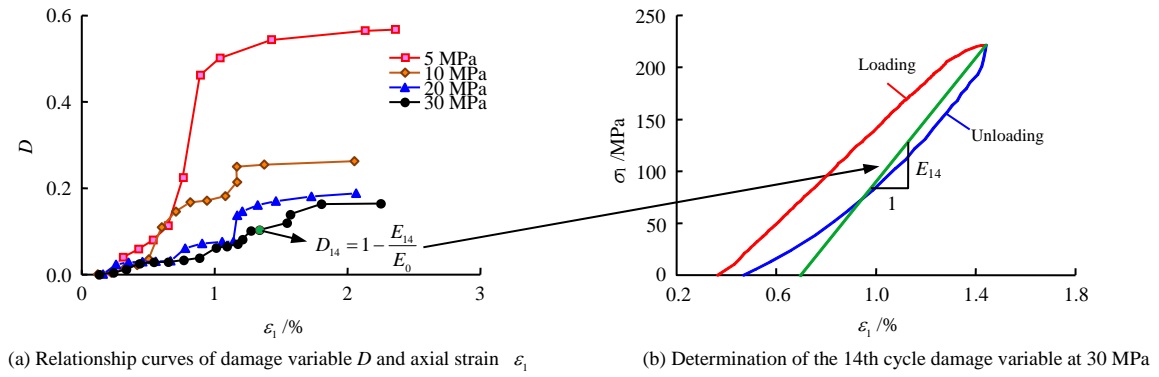 0.6
0.4
0.2
0.0
D
0
1
2
3
ε₁ /%
5 MPa
10 MPa
20 MPa
30 MPa
D₁₄ = 1 − E₁₄/E₀
(a) Relationship curves of damage variable D and axial strain ε₁
250
200
150
100
50
0
σ₁ /MPa
0.2
0.6
1.0
1.4
1.8
ε₁ /%
Loading
Unloading
E₁₄
1
(b) Determination of the 14th cycle damage variable at 30 MPa